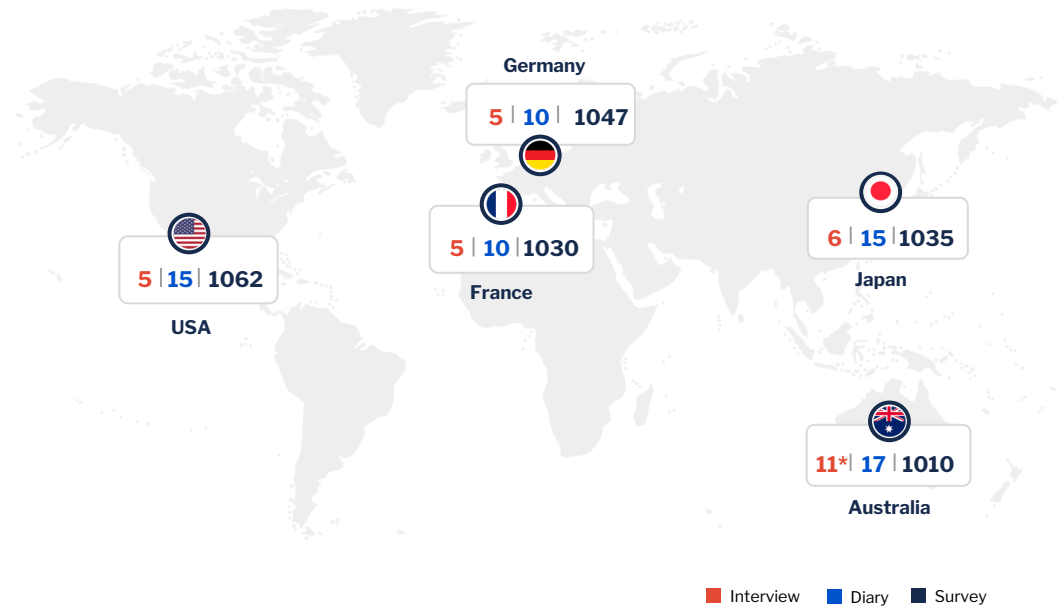 Germany
5 | 10 | 1047
5 | 10 | 1030
France
6 | 15 | 1035
Japan
5 | 15 | 1062
USA
11* | 17 | 1010
Australia
Interview Diary Survey